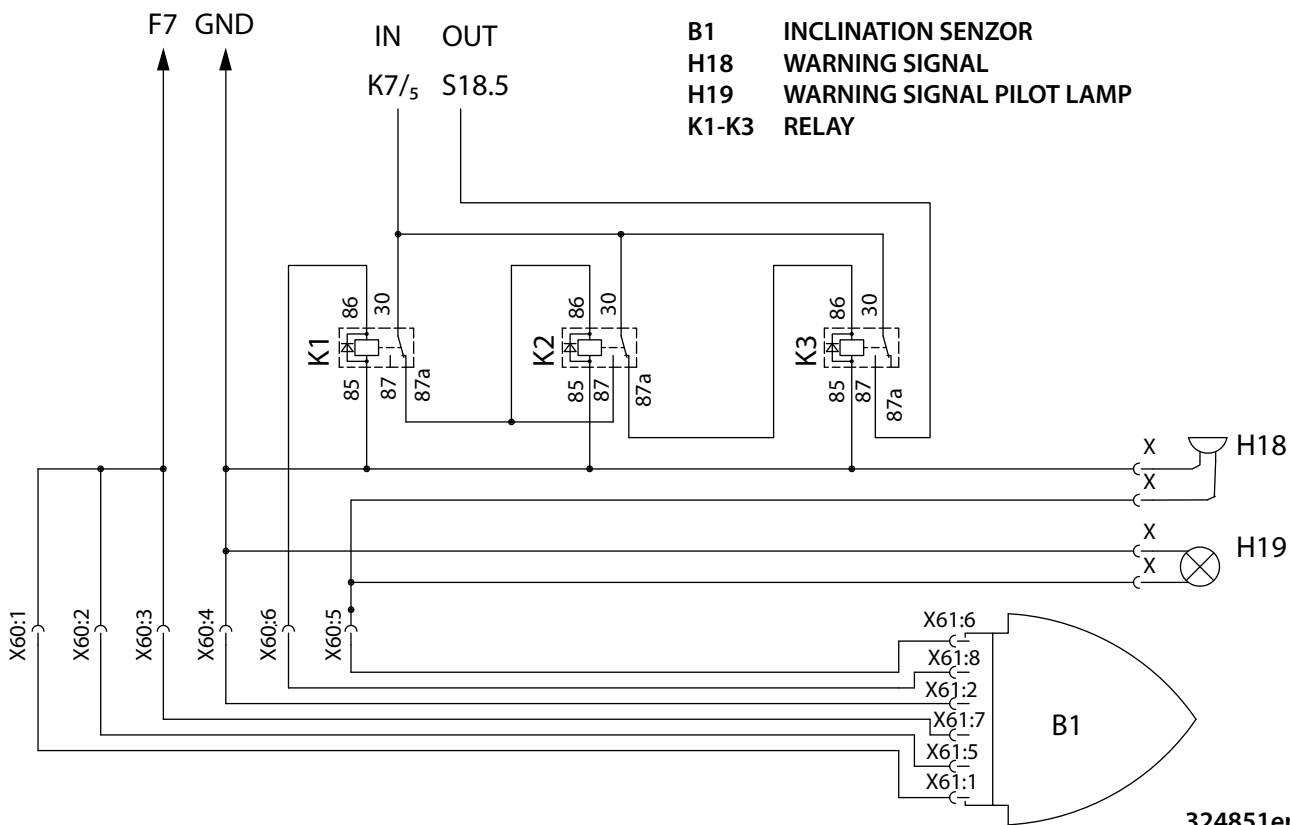 F7 GND
IN OUT
K7/₅ S18.5
B1 INCLINATION SENZOR
H18 WARNING SIGNAL
H19 WARNING SIGNAL PILOT LAMP
K1-K3 RELAY
86 30
K1
85 87 87a
86 30
K2
85 87 87a
86 30
K3
85 87 87a
X H18
X
X H19
X
X60:1 X60:2 X60:3 X60:4 X60:6 X60:5
X61:6
X61:8
X61:2
X61:7
X61:5
X61:1
B1
324851en